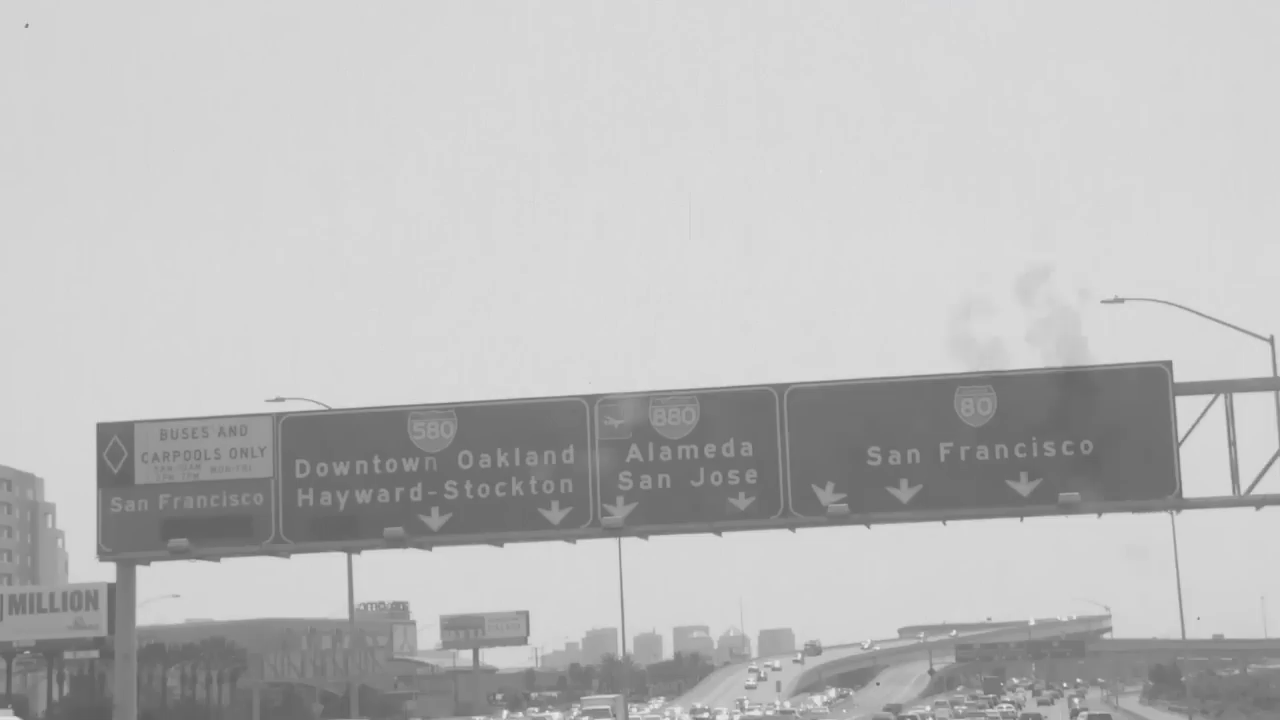 BUSES AND
CARPOOLS ONLY
San Francisco
580
Downtown Oakland
Hayward-Stockton
880
Alameda
San Jose
80
San Francisco
MILLION